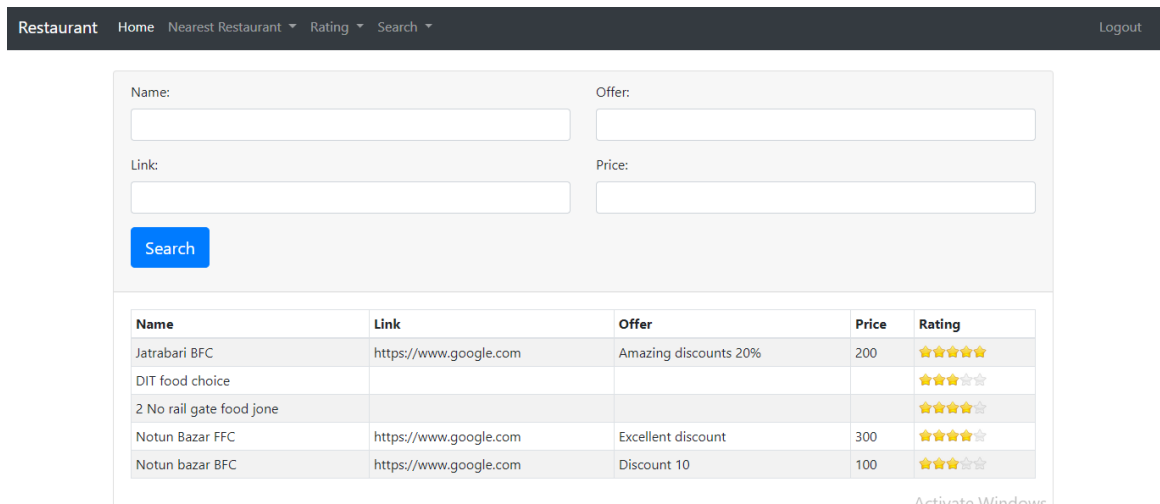 Restaurant Home Nearest Restaurant Rating Search Logout
Name: Offer:
Link: Price:
Search
Name Link Offer Price Rating
Jatrabari BFC https://www.google.com Amazing discounts 20% 200
DIT food choice
2 No rail gate food jone
Notun Bazar FFC https://www.google.com Excellent discount 300
Notun bazar BFC https://www.google.com Discount 10 100
Activate Windows